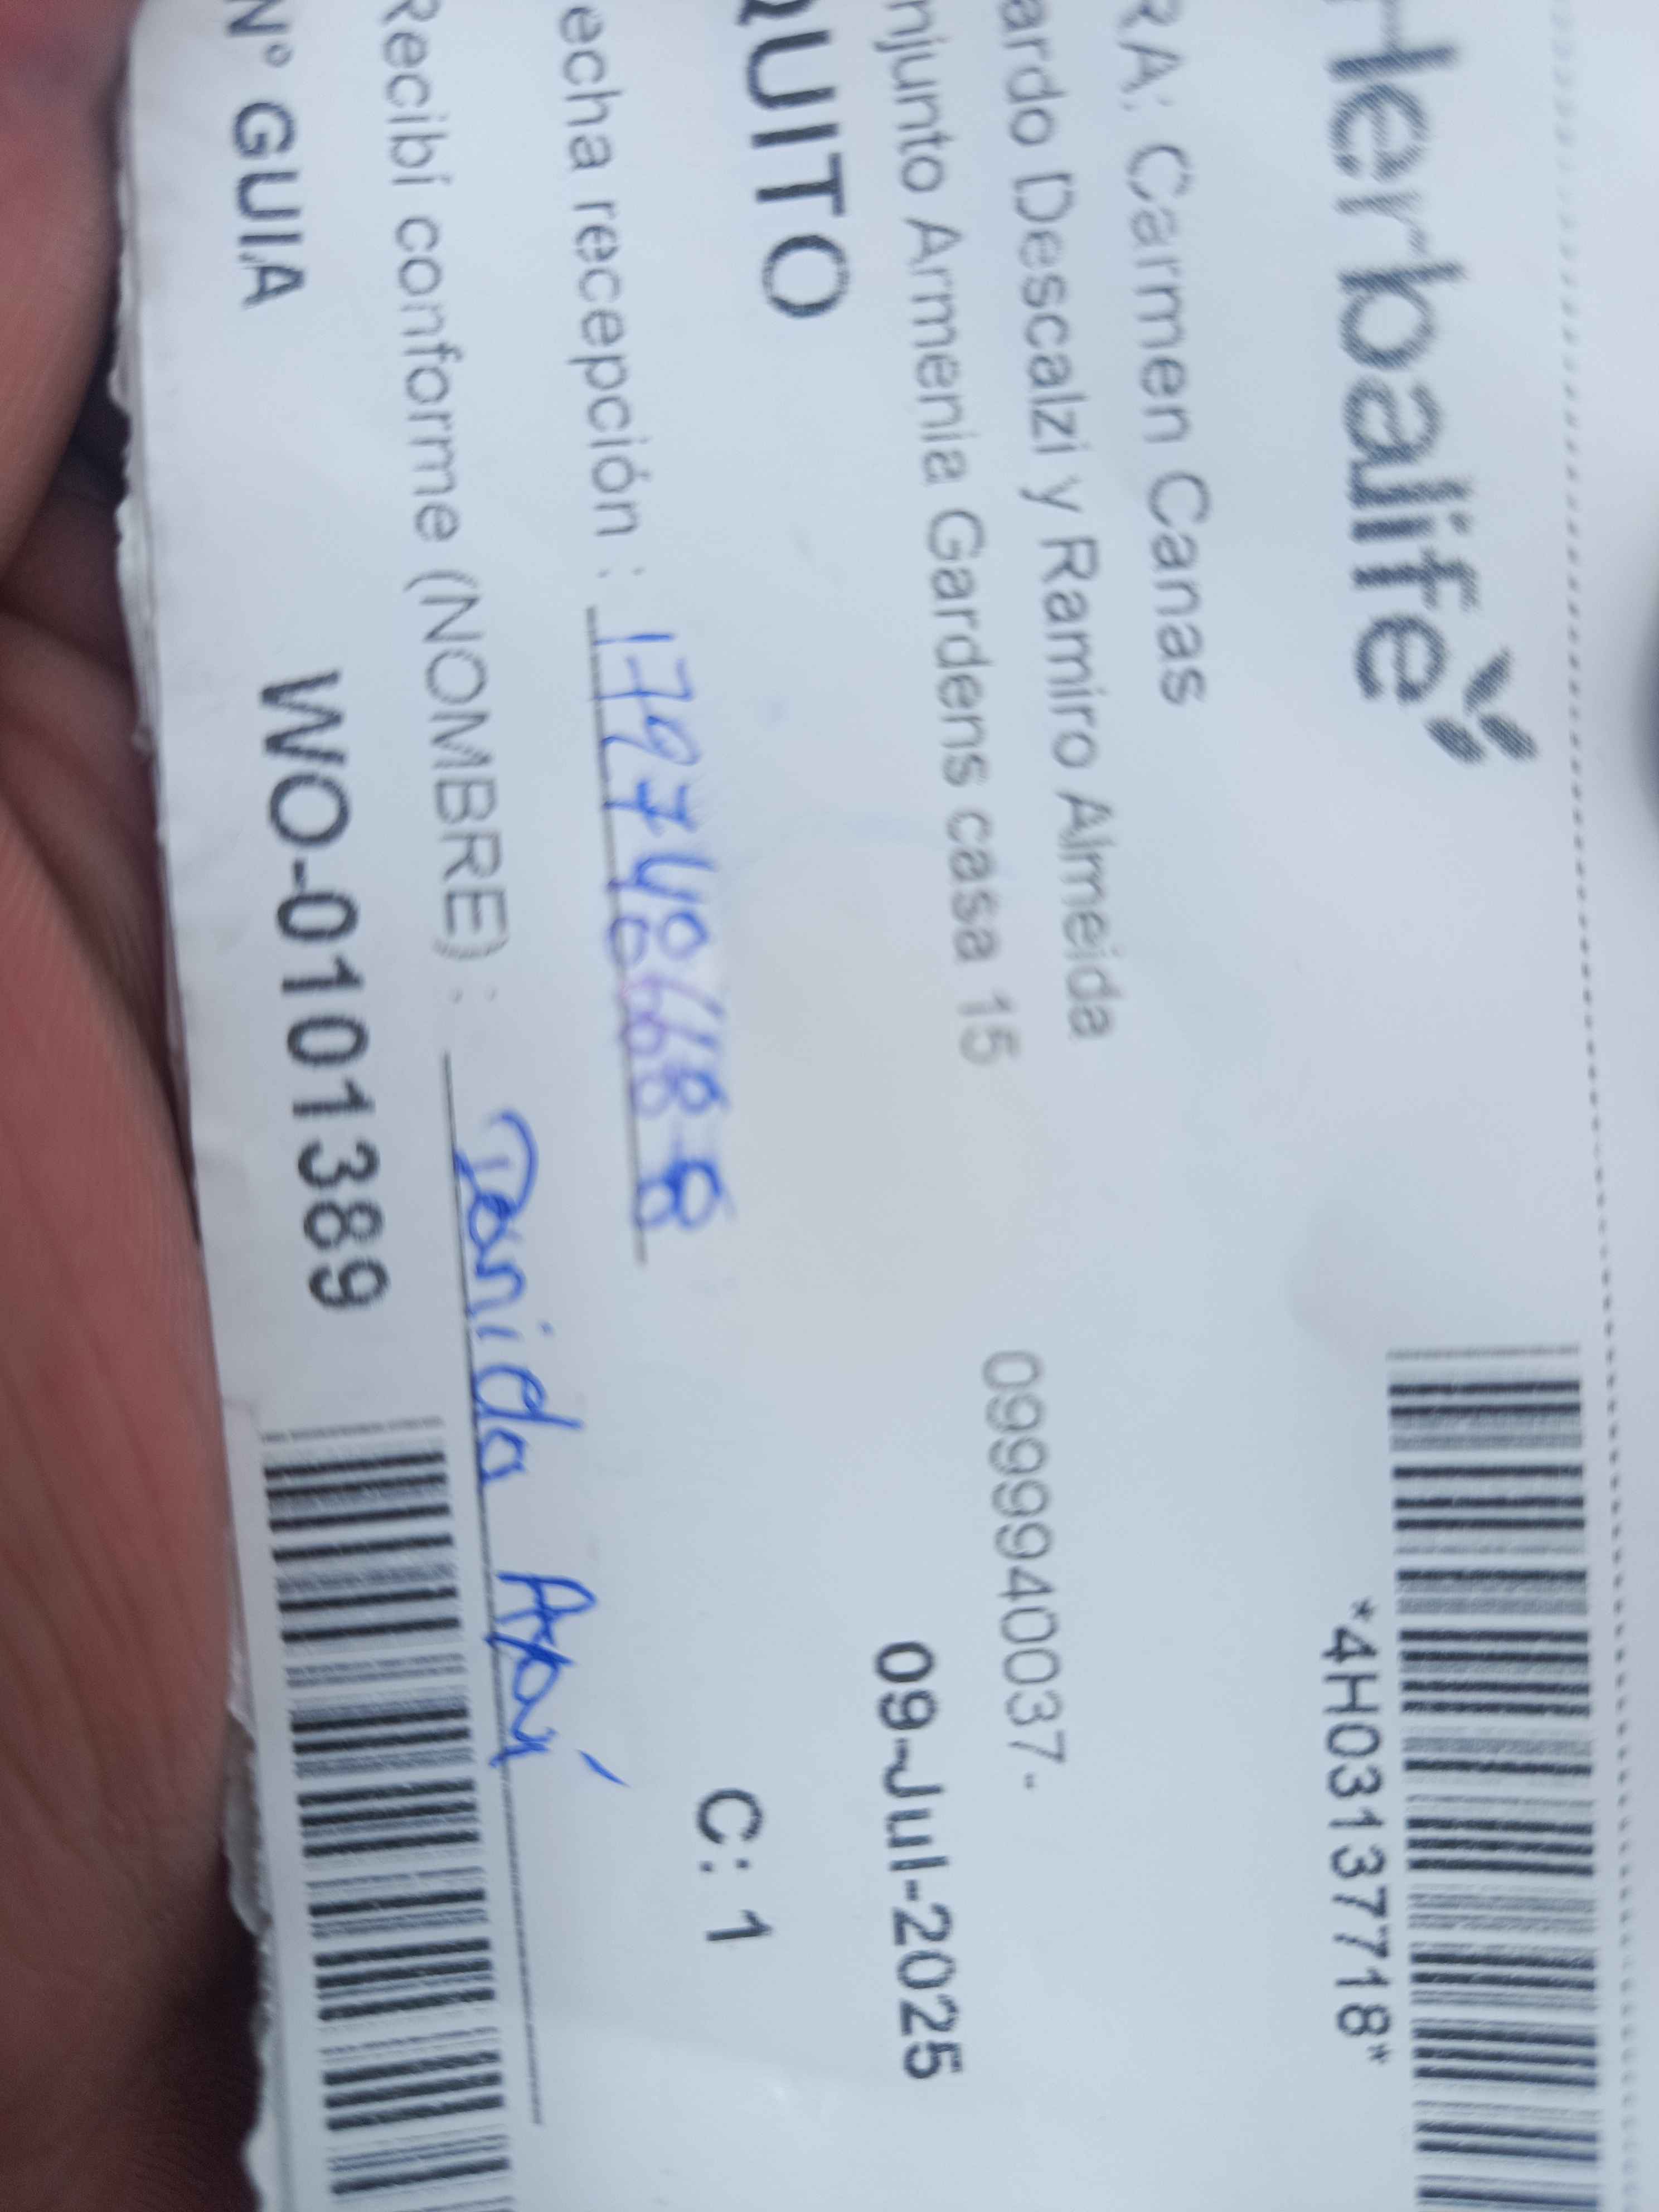 Herbalife
*4H03137718*
RA: Carmen Canas
ardo Descalzi y Ramiro Almeida
0999940037-
njunto Armenia Gardens casa 15
09-Jul-2025
QUITO
C: 1
echa recepción :
Recibí conforme (NOMBRE) :
N° GUIA WO-0101389